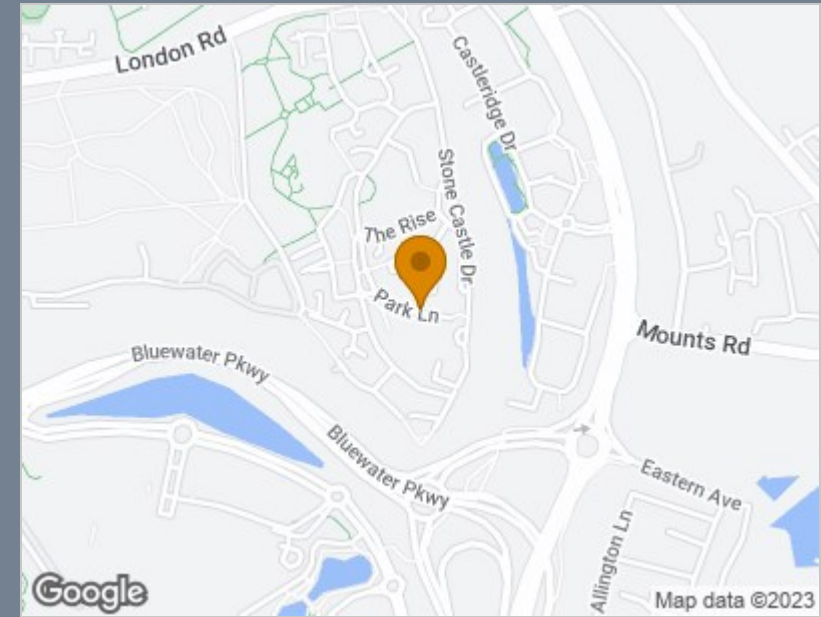 London Rd
Castleridge Dr
Stone Castle Dr
The Rise
Park Ln
Mounts Rd
Bluewater Pkwy
Bluewater Pkwy
Eastern Ave
Allington Ln
Google
Map data ©2023